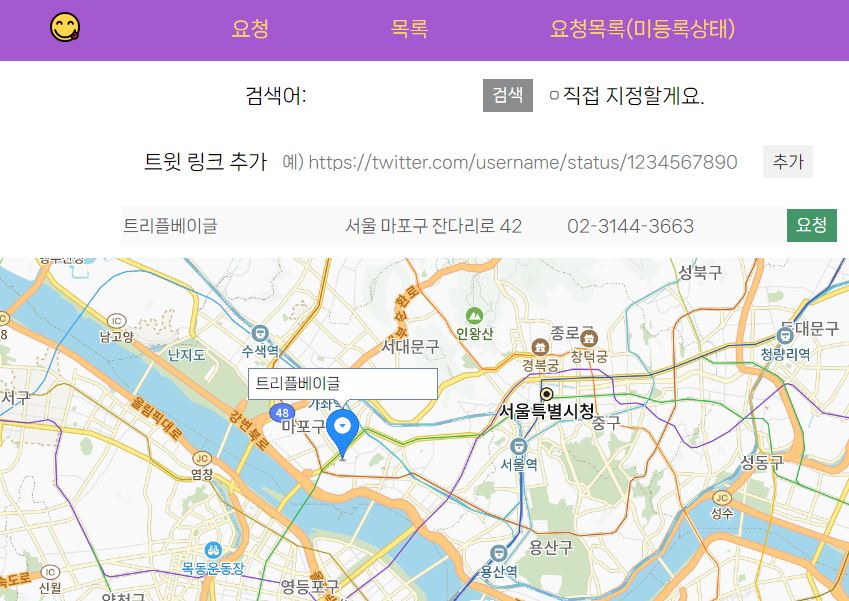 요청 목록 요청목록(미등록상태)
검색어: 검색 직접 지정할게요.
트윗 링크 추가 예) https://twitter.com/username/status/1234567890 추가
트리플베이글 서울 마포구 잔다리로 42 02-3144-3663 요청
성북구
IC
남고양
수색역
난지도
서대문구
인왕산
종로구
경복궁
창덕궁
동대문구
청량리역
트리플베이글
서구
가좌
48
마포구
올림픽대로
강변북로
서울특별시청
중구
서울역
JC
염창
성동구
JC
성수
목동운동장
용산구
용산역
IC
신월
영등포구
양천구